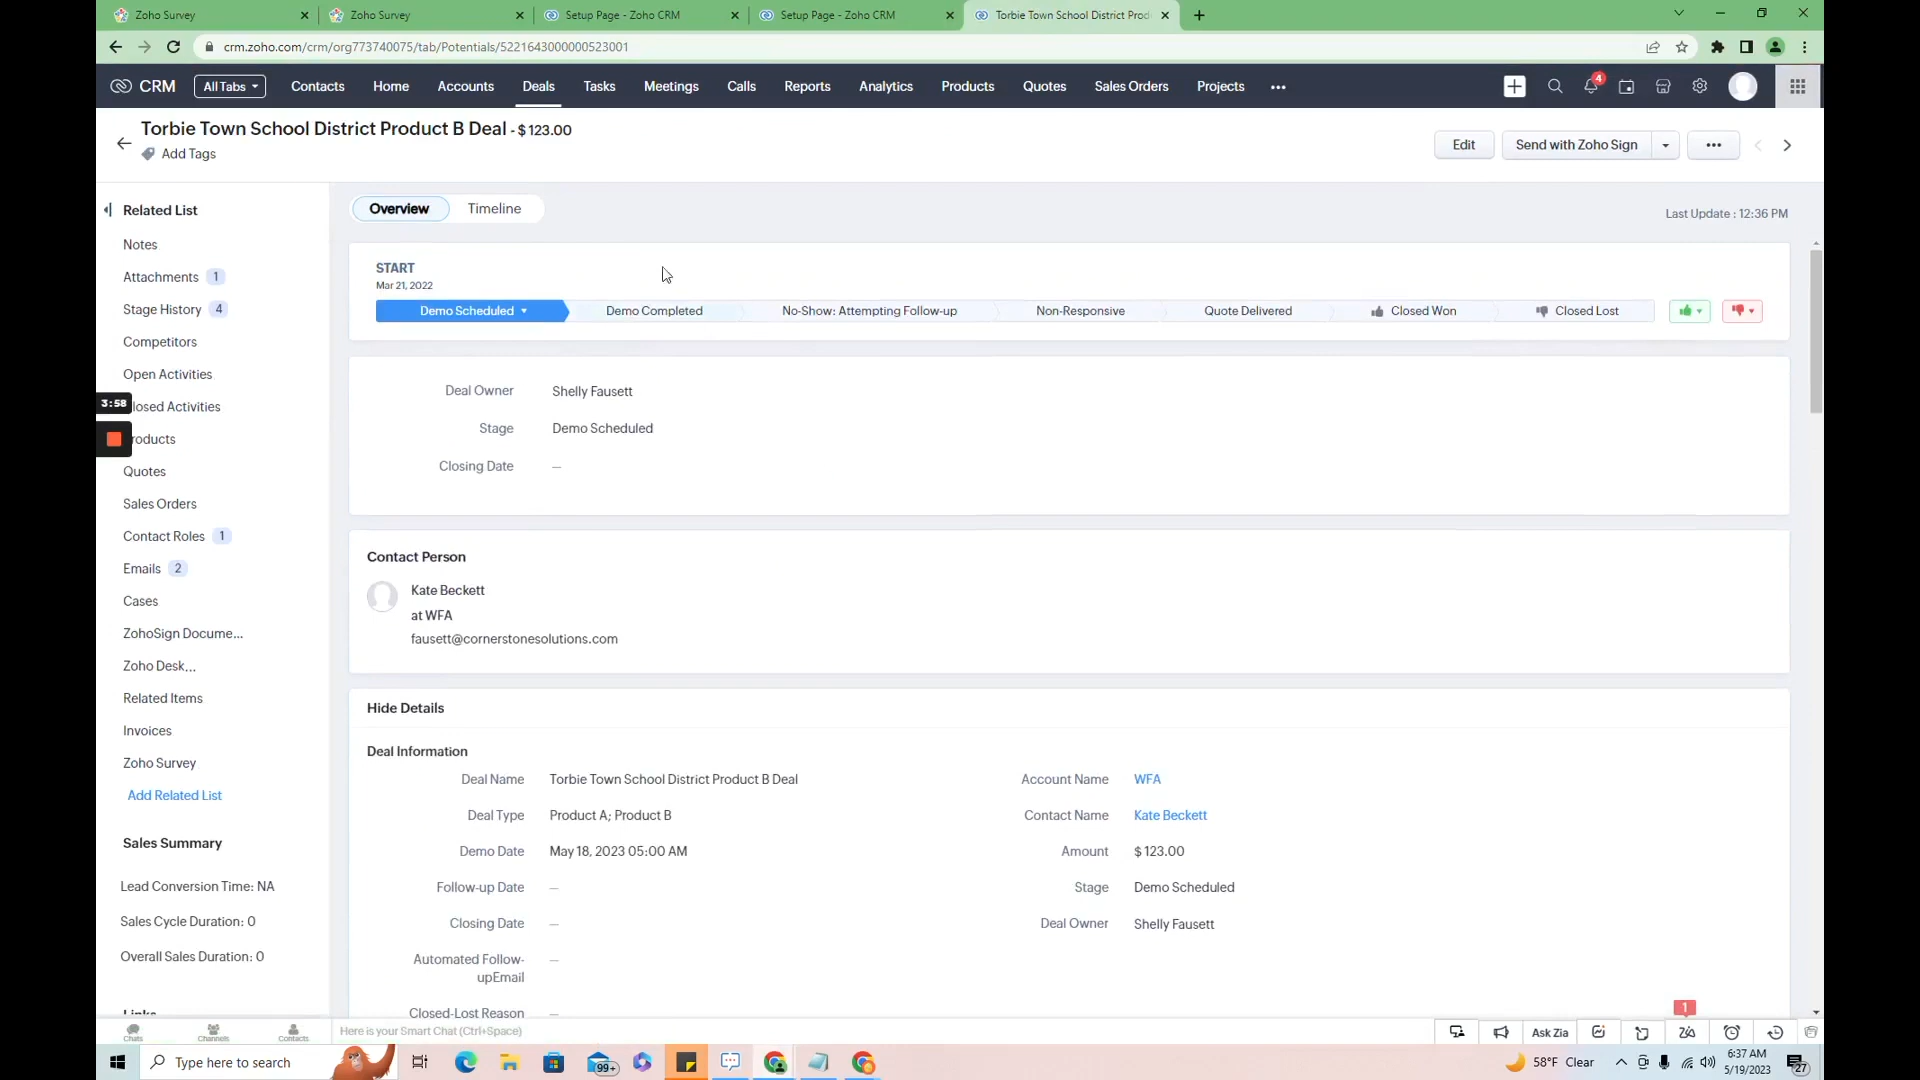 Zoho Survey
Zoho Survey
Setup Page - Zoho CRM
Setup Page - Zoho CRM
Torbie Town School District Prod
crm.zoho.com/crm/org773740075/tab/Potentials/5221643000000523001
CRM
All Tabs
Contacts
Home
Accounts
Deals
Tasks
Meetings
Calls
Reports
Analytics
Products
Quotes
Sales Orders
Projects
4
Torbie Town School District Product B Deal - $ 123.00
Add Tags
Edit
Send with Zoho Sign
Related List
Notes
Attachments 1
Stage History 4
Competitors
Open Activities
3:58
losed Activities
roducts
Quotes
Sales Orders
Contact Roles 1
Emails 2
Cases
ZohoSign Docume...
Zoho Desk...
Related Items
Invoices
Zoho Survey
Add Related List
Sales Summary
Lead Conversion Time: NA
Sales Cycle Duration: 0
Overall Sales Duration: 0
Links
Overview
Timeline
Last Update : 12:36 PM
START
Mar 21, 2022
Demo Scheduled
Demo Completed
No-Show: Attempting Follow-up
Non-Responsive
Quote Delivered
Closed Won
Closed Lost
Deal Owner Shelly Fausett
Stage Demo Scheduled
Closing Date —
Contact Person
Kate Beckett
at WFA
fausett@cornerstonesolutions.com
Hide Details
Deal Information
Deal Name Torbie Town School District Product B Deal
Account Name WFA
Deal Type Product A; Product B
Contact Name Kate Beckett
Demo Date May 18, 2023 05:00 AM
Amount $ 123.00
Follow-up Date —
Stage Demo Scheduled
Closing Date —
Deal Owner Shelly Fausett
Automated Follow-
upEmail —
Closed-Lost Reason —
1
Chats
Channels
Contacts
Here is your Smart Chat (Ctrl+Space)
Ask Zia
Type here to search
99+
58°F Clear
6:37 AM
5/19/2023
27